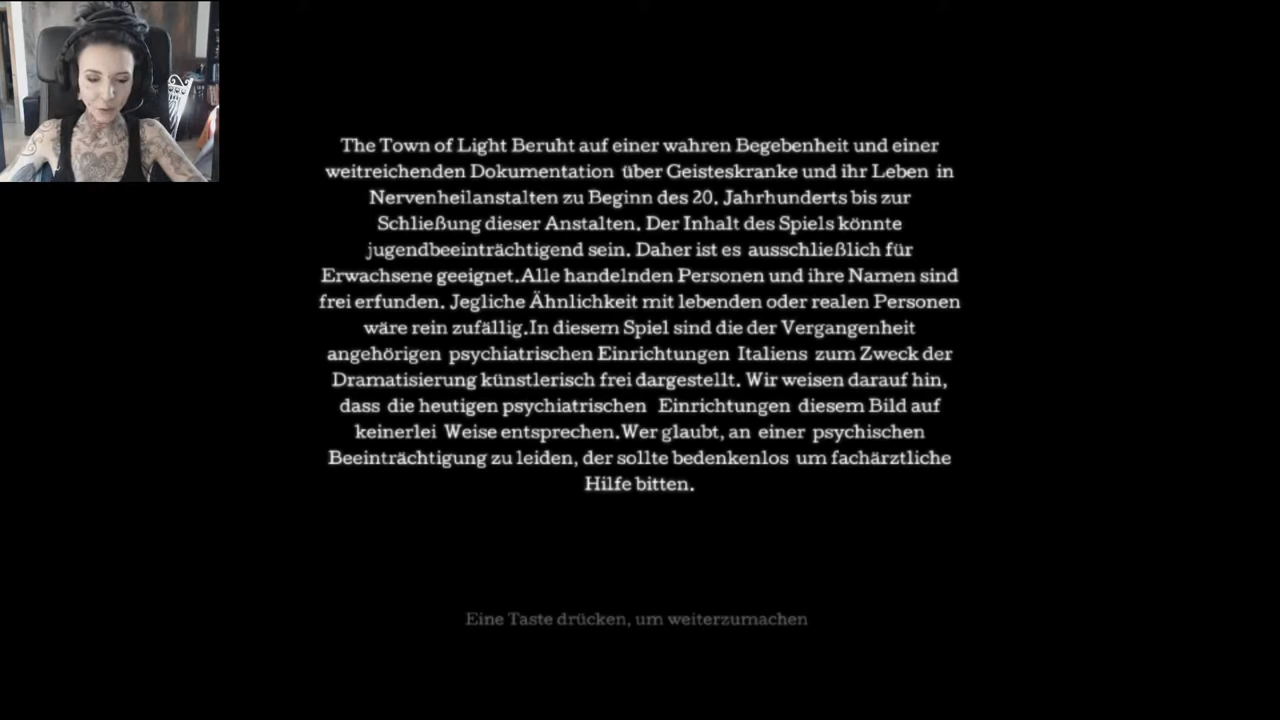 The Town of Light Beruht auf einer wahren Begebenheit und einer
weitreichenden Dokumentation über Geisteskranke und ihr Leben in
Nervenheilanstalten zu Beginn des 20. Jahrhunderts bis zur
Schließung dieser Anstalten. Der Inhalt des Spiels könnte
jugendbeeinträchtigend sein. Daher ist es ausschließlich für
Erwachsene geeignet.Alle handelnden Personen und ihre Namen sind
frei erfunden. Jegliche Ähnlichkeit mit lebenden oder realen Personen
wäre rein zufällig.In diesem Spiel sind die der Vergangenheit
angehörigen psychiatrischen Einrichtungen Italiens zum Zweck der
Dramatisierung künstlerisch frei dargestellt. Wir weisen darauf hin,
dass die heutigen psychiatrischen Einrichtungen diesem Bild auf
keinerlei Weise entsprechen.Wer glaubt, an einer psychischen
Beeinträchtigung zu leiden, der sollte bedenkenlos um fachärztliche
Hilfe bitten.
Eine Taste drücken, um weiterzumachen